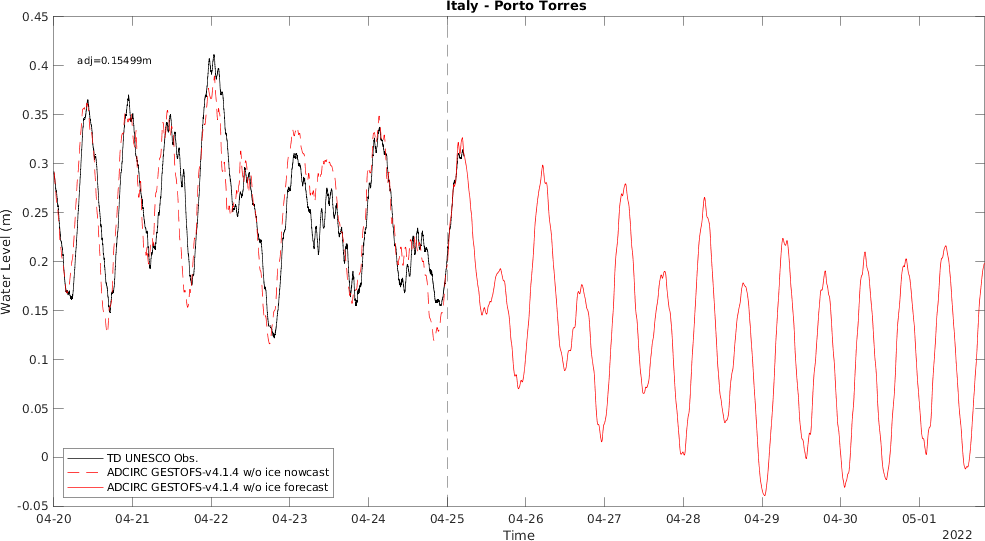 Italy - Porto Torres
0.45
0.4
0.35
0.3
0.25
0.2
0.15
0.1
0.05
0
-0.05
Water Level (m)
adj=0.15499m
TD UNESCO Obs.
ADCIRC GESTOFS-v4.1.4 w/o ice nowcast
ADCIRC GESTOFS-v4.1.4 w/o ice forecast
04-20 04-21 04-22 04-23 04-24 04-25 04-26 04-27 04-28 04-29 04-30 05-01
Time
2022